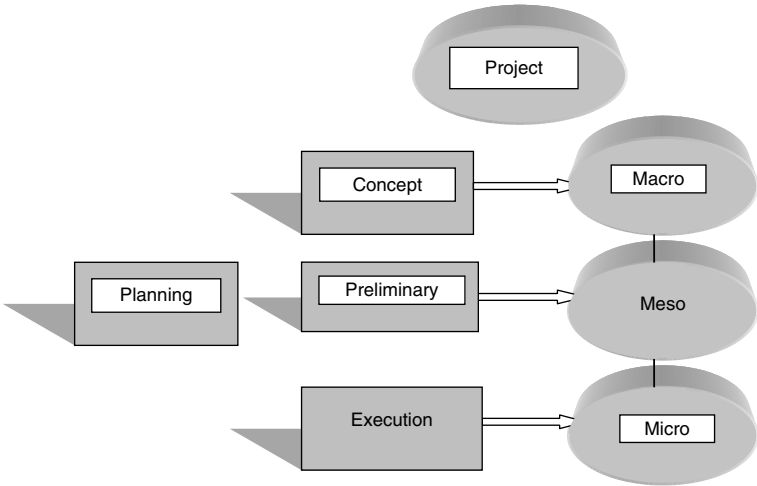 Project
Concept
Macro
Planning
Preliminary
Meso
Execution
Micro